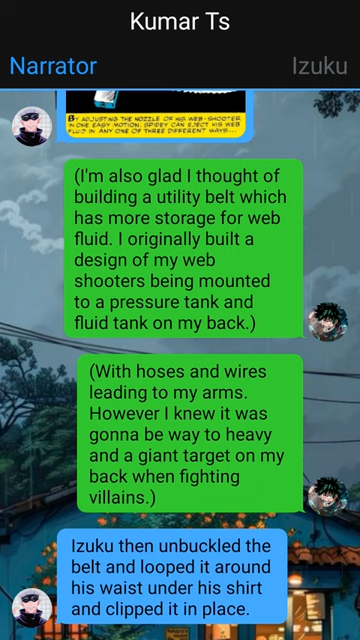 Kumar Ts
Narrator
Izuku
BY ADJUSTING THE NOZZLE OF HIS WEB-SHOOTER
IN ONE EASY MOTION, SPIDEY CAN EJECT HIS WEB
FLUID IN ANY ONE OF THREE DIFFERENT WAYS...
(I'm also glad I thought of
building a utility belt which
has more storage for web
fluid. I originally built a
design of my web
shooters being mounted
to a pressure tank and
fluid tank on my back.)
(With hoses and wires
leading to my arms.
However I knew it was
gonna be way to heavy
and a giant target on my
back when fighting
villains.)
Izuku then unbuckled the
belt and looped it around
his waist under his shirt
and clipped it in place.